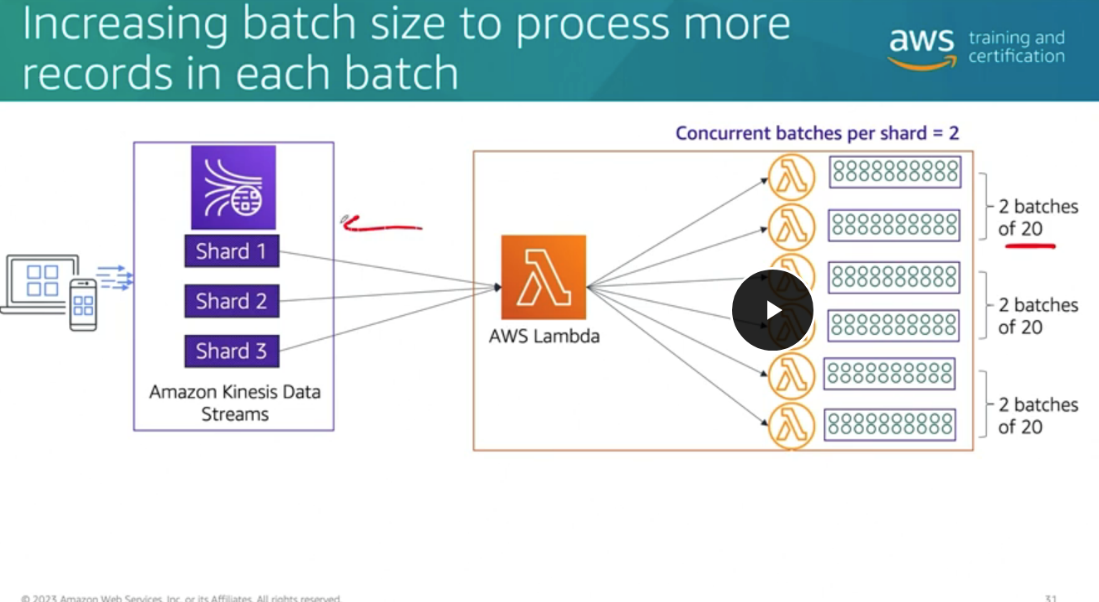 Increasing batch size to process more
records in each batch
aws training and
certification
Concurrent batches per shard = 2
Shard 1
Shard 2
Shard 3
Amazon Kinesis Data
Streams
AWS Lambda
2 batches
of 20
2 batches
of 20
2 batches
of 20
© 2023 Amazon Web Services, Inc. or its Affiliates. All rights reserved.
31